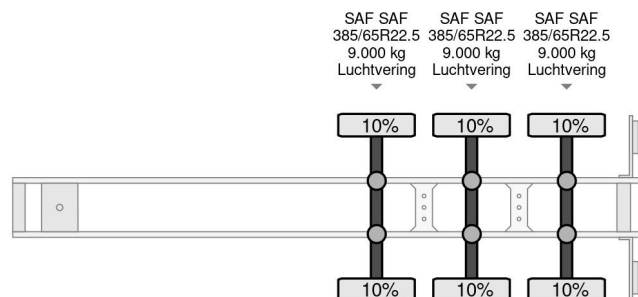 SAF SAF SAF SAF SAF SAF
385/65R22.5 385/65R22.5 385/65R22.5
9.000 kg 9.000 kg 9.000 kg
Luchtvering Luchtvering Luchtvering
10% 10% 10%
10% 10% 10%